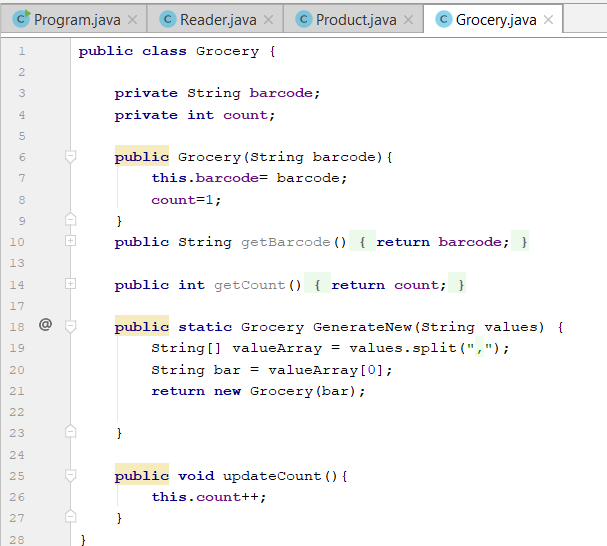 Program.java Reader.java Product.java Grocery.java
1 public class Grocery {
2
3 private String barcode;
4 private int count;
5
6 public Grocery(String barcode){
7 this.barcode= barcode;
8 count=1;
9 }
10 public String getBarcode() { return barcode; }
13
14 public int getCount() { return count; }
17
18 @ public static Grocery GenerateNew(String values) {
19 String[] valueArray = values.split(",");
20 String bar = valueArray[0];
21 return new Grocery(bar);
22
23 }
24
25 public void updateCount(){
26 this.count++;
27 }
28 }